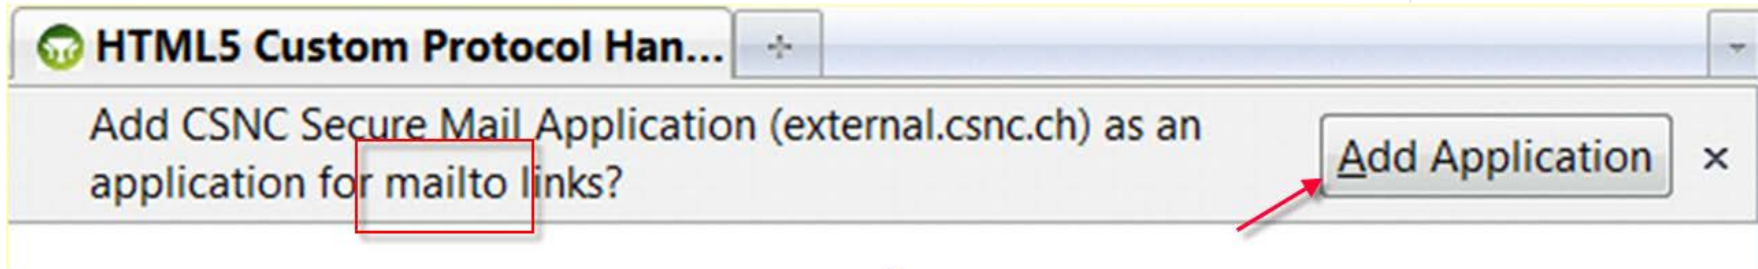 HTML5 Custom Protocol Han...
Add CSNC Secure Mail Application (external.csnc.ch) as an
application for mailto links?
Add Application